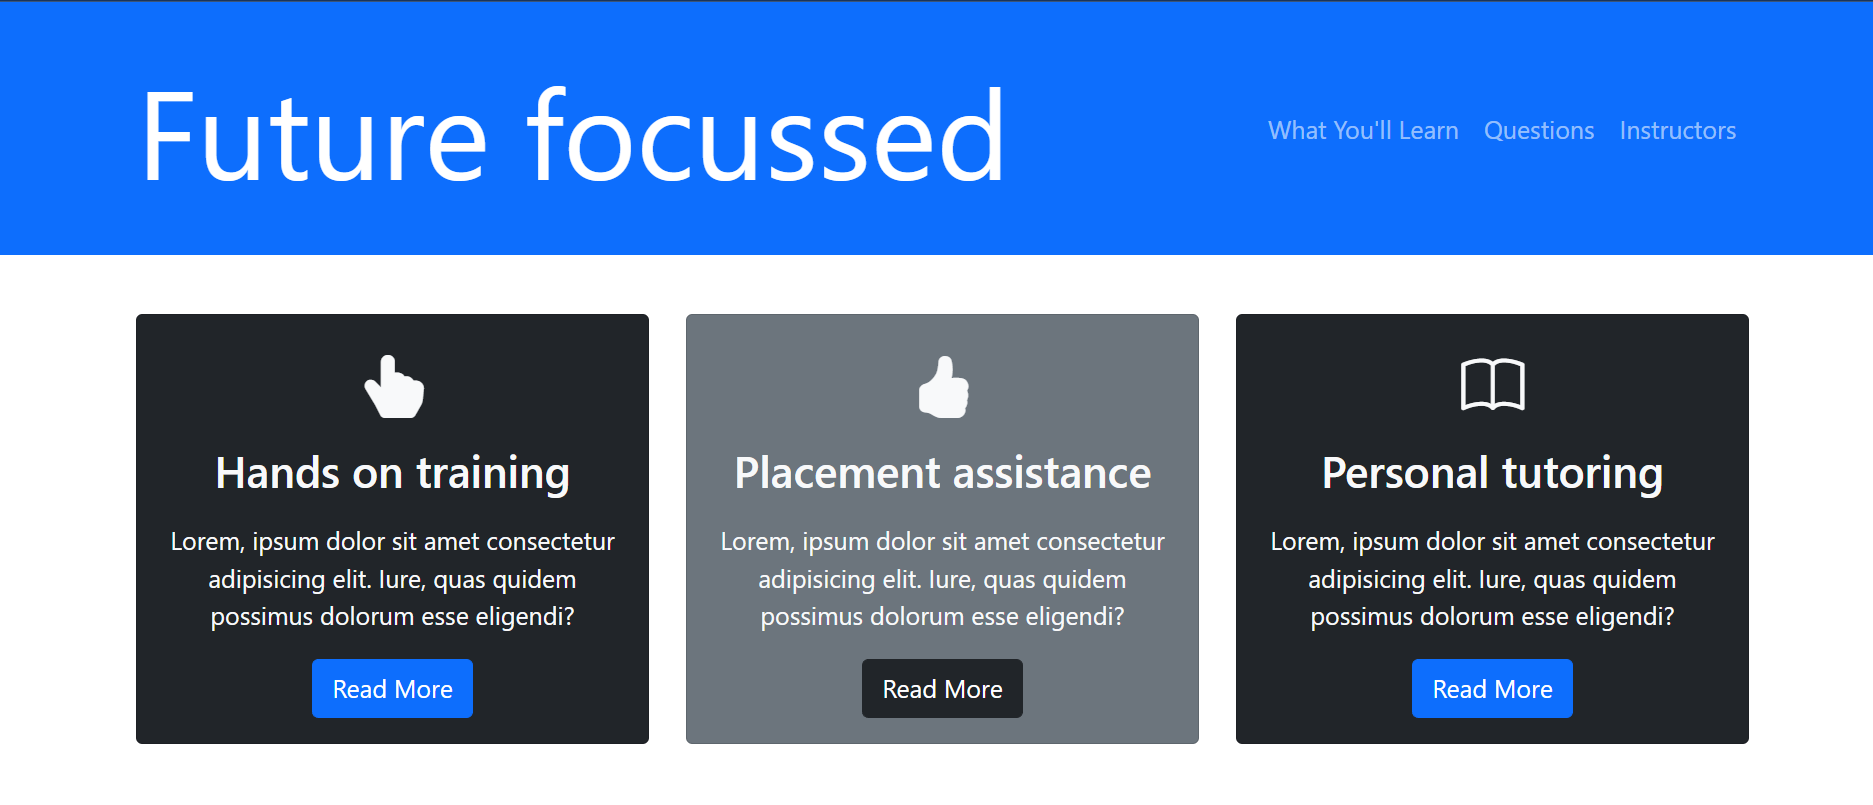 Future focussed
What You'll Learn Questions Instructors
Hands on training
Lorem, ipsum dolor sit amet consectetur
adipisicing elit. Iure, quas quidem
possimus dolorum esse eligendi?
Read More
Placement assistance
Lorem, ipsum dolor sit amet consectetur
adipisicing elit. Iure, quas quidem
possimus dolorum esse eligendi?
Read More
Personal tutoring
Lorem, ipsum dolor sit amet consectetur
adipisicing elit. Iure, quas quidem
possimus dolorum esse eligendi?
Read More